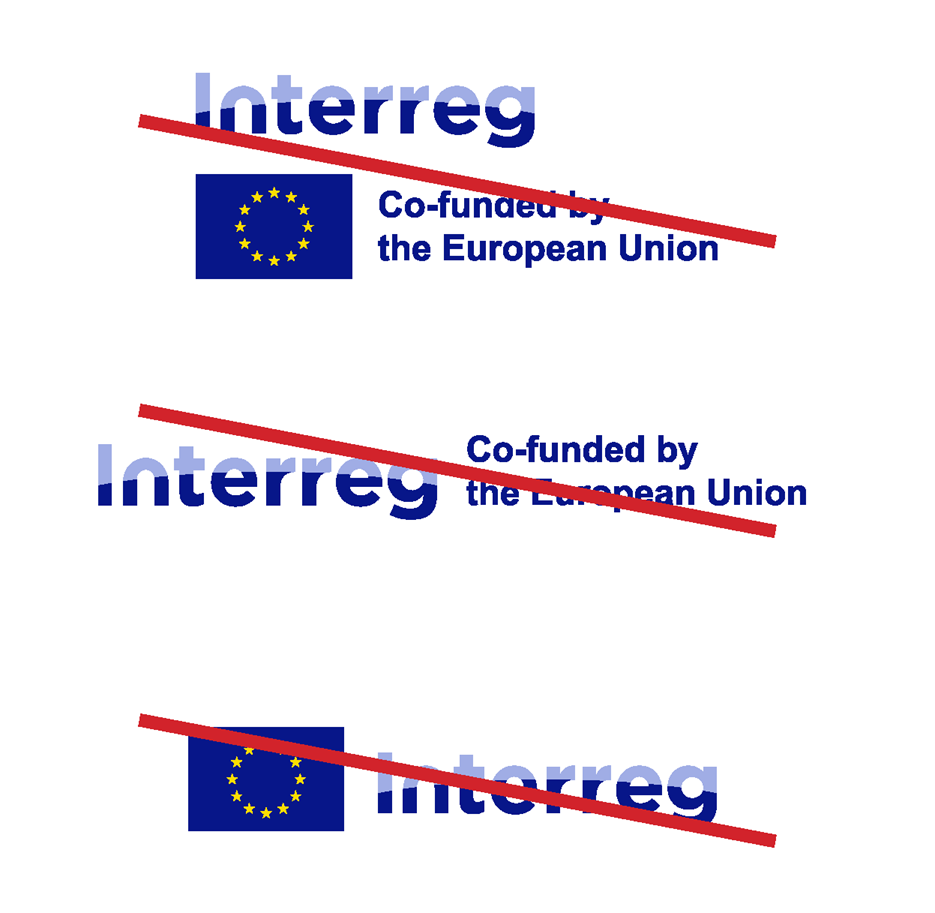 Interreg
Co-funded by
the European Union
Interreg
Co-funded by
the European Union
Interreg